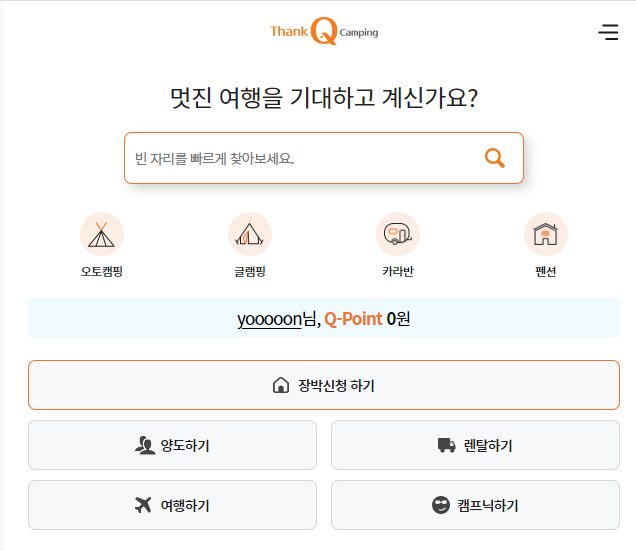 Thank Q Camping
멋진 여행을 기대하고 계신가요?
빈 자리를 빠르게 찾아보세요.
오토캠핑 글램핑 카라반 펜션
yooooon님, Q-Point 0원
장박신청 하기
양도하기 렌탈하기
여행하기 캠프닉하기